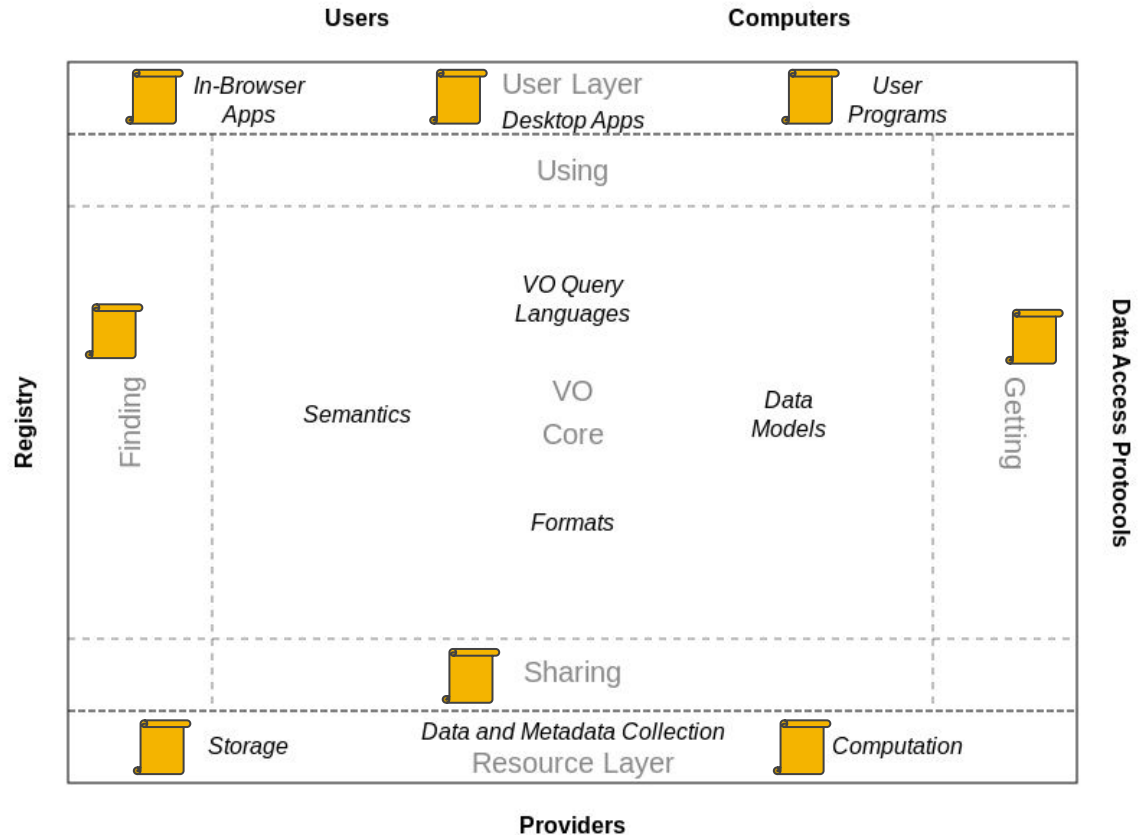 Users
Computers
In-Browser
Apps
User Layer
Desktop Apps
User
Programs
Using
VO Query
Languages
Registry
Finding
Semantics
VO
Core
Data
Models
Getting
Data Access Protocols
Formats
Sharing
Storage
Data and Metadata Collection
Resource Layer
Computation
Providers